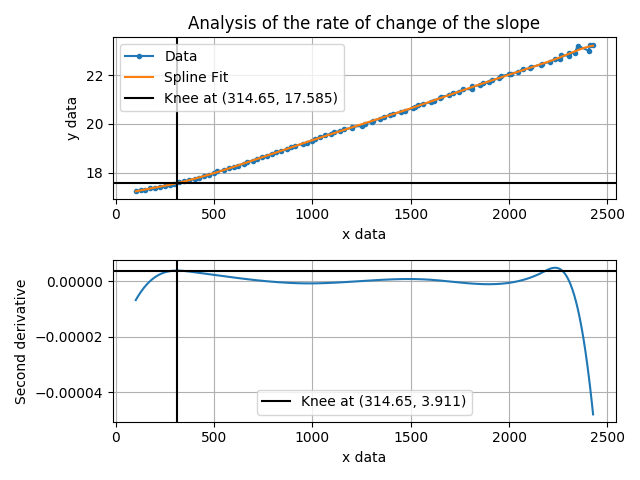 Analysis of the rate of change of the slope
Data
Spline Fit
Knee at (314.65, 17.585)
y data
22
20
18
0 500 1000 1500 2000 2500
x data
Second derivative
0.00000
−0.00002
−0.00004
Knee at (314.65, 3.911)
0 500 1000 1500 2000 2500
x data